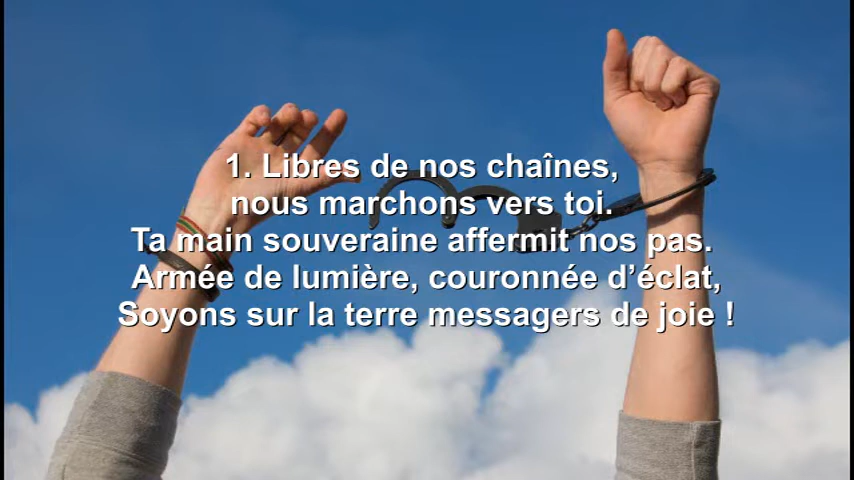 1. Libres de nos chaînes,
nous marchons vers toi.
Ta main souveraine affermit nos pas.
Armée de lumière, couronnée d’éclat,
Soyons sur la terre messagers de joie !